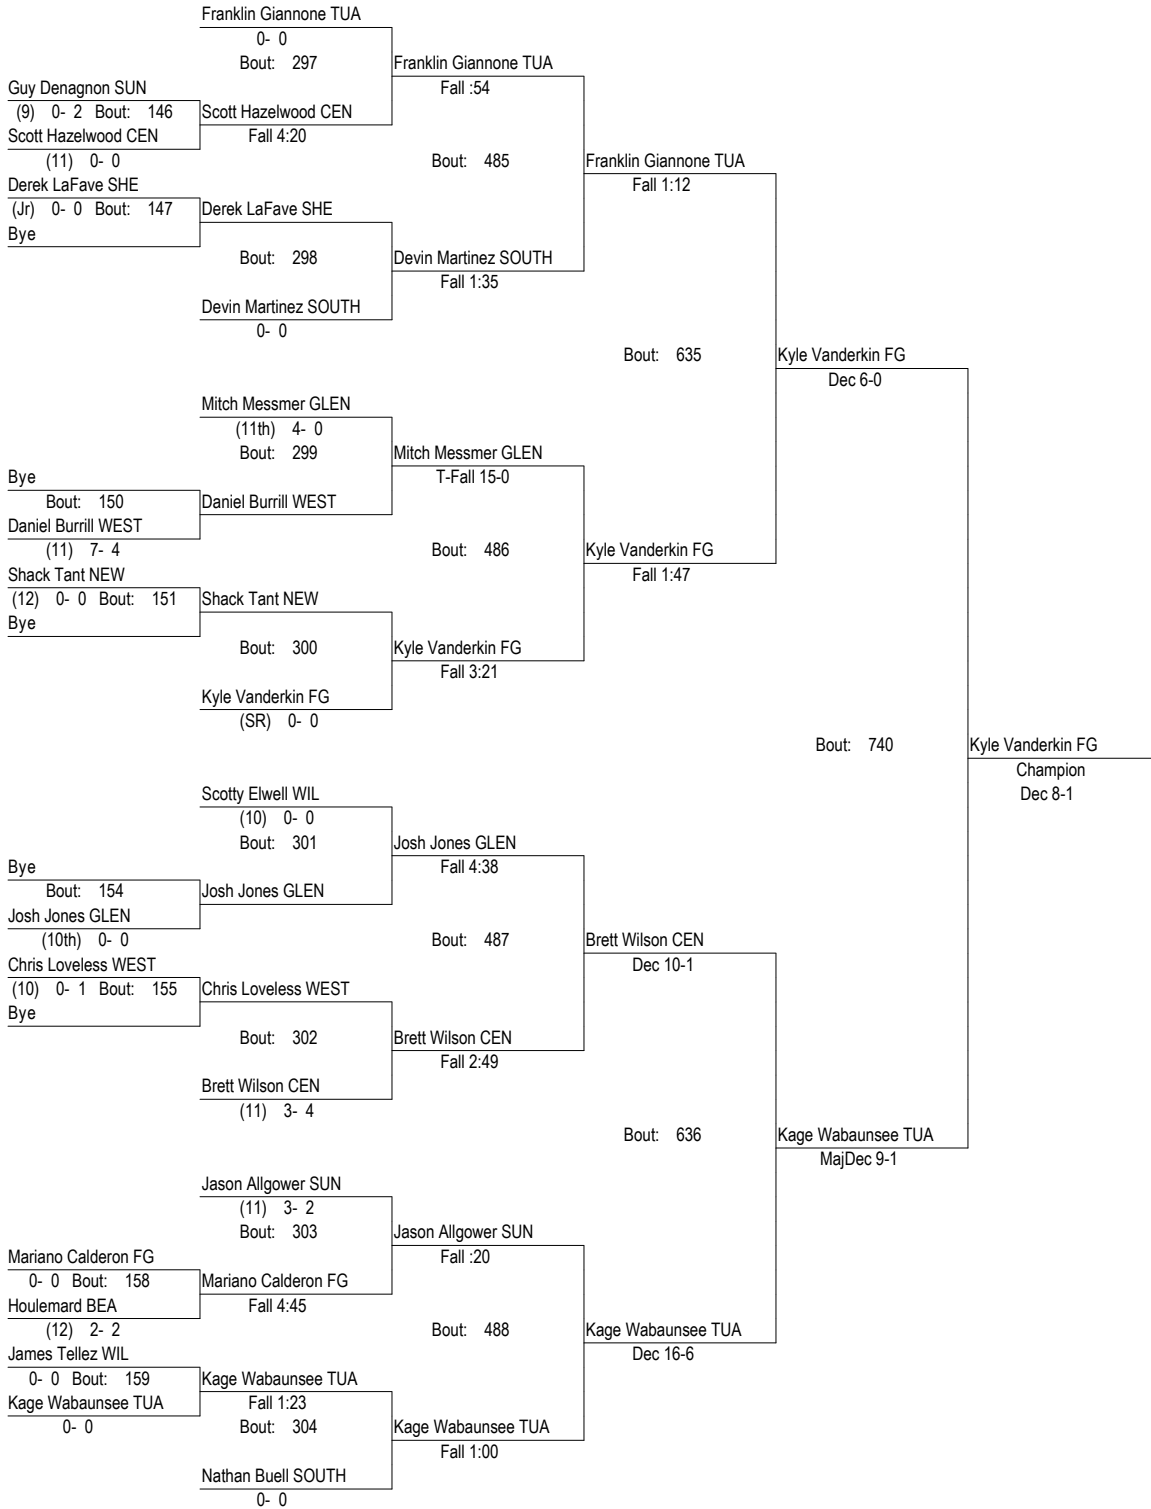 Franklin Giannone TUA
0- 0
Bout: 297
Franklin Giannone TUA
Fall :54
Guy Denagnon SUN
(9) 0- 2 Bout: 146
Scott Hazelwood CEN
Scott Hazelwood CEN
Fall 4:20
(11) 0- 0
Bout: 485
Franklin Giannone TUA
Fall 1:12
Derek LaFave SHE
(Jr) 0- 0 Bout: 147
Derek LaFave SHE
Bye
Bout: 298
Devin Martinez SOUTH
Fall 1:35
Devin Martinez SOUTH
0- 0
Bout: 635
Kyle Vanderkin FG
Dec 6-0
Mitch Messmer GLEN
(11th) 4- 0
Bout: 299
Mitch Messmer GLEN
T-Fall 15-0
Bye
Bout: 150
Daniel Burrill WEST
Daniel Burrill WEST
(11) 7- 4
Bout: 486
Kyle Vanderkin FG
Fall 1:47
Shack Tant NEW
(12) 0- 0 Bout: 151
Shack Tant NEW
Bye
Bout: 300
Kyle Vanderkin FG
Fall 3:21
Kyle Vanderkin FG
(SR) 0- 0
Bout: 740
Kyle Vanderkin FG
Champion
Dec 8-1
Scotty Elwell WIL
(10) 0- 0
Bout: 301
Josh Jones GLEN
Fall 4:38
Bye
Bout: 154
Josh Jones GLEN
Josh Jones GLEN
(10th) 0- 0
Bout: 487
Brett Wilson CEN
Dec 10-1
Chris Loveless WEST
(10) 0- 1 Bout: 155
Chris Loveless WEST
Bye
Bout: 302
Brett Wilson CEN
Fall 2:49
Brett Wilson CEN
(11) 3- 4
Bout: 636
Kage Wabaunsee TUA
MajDec 9-1
Jason Allgower SUN
(11) 3- 2
Bout: 303
Jason Allgower SUN
Fall :20
Mariano Calderon FG
0- 0 Bout: 158
Mariano Calderon FG
Fall 4:45
Houlemard BEA
(12) 2- 2
Bout: 488
Kage Wabaunsee TUA
Dec 16-6
James Tellez WIL
0- 0 Bout: 159
Kage Wabaunsee TUA
Fall 1:23
Kage Wabaunsee TUA
0- 0
Bout: 304
Kage Wabaunsee TUA
Fall 1:00
Nathan Buell SOUTH
0- 0